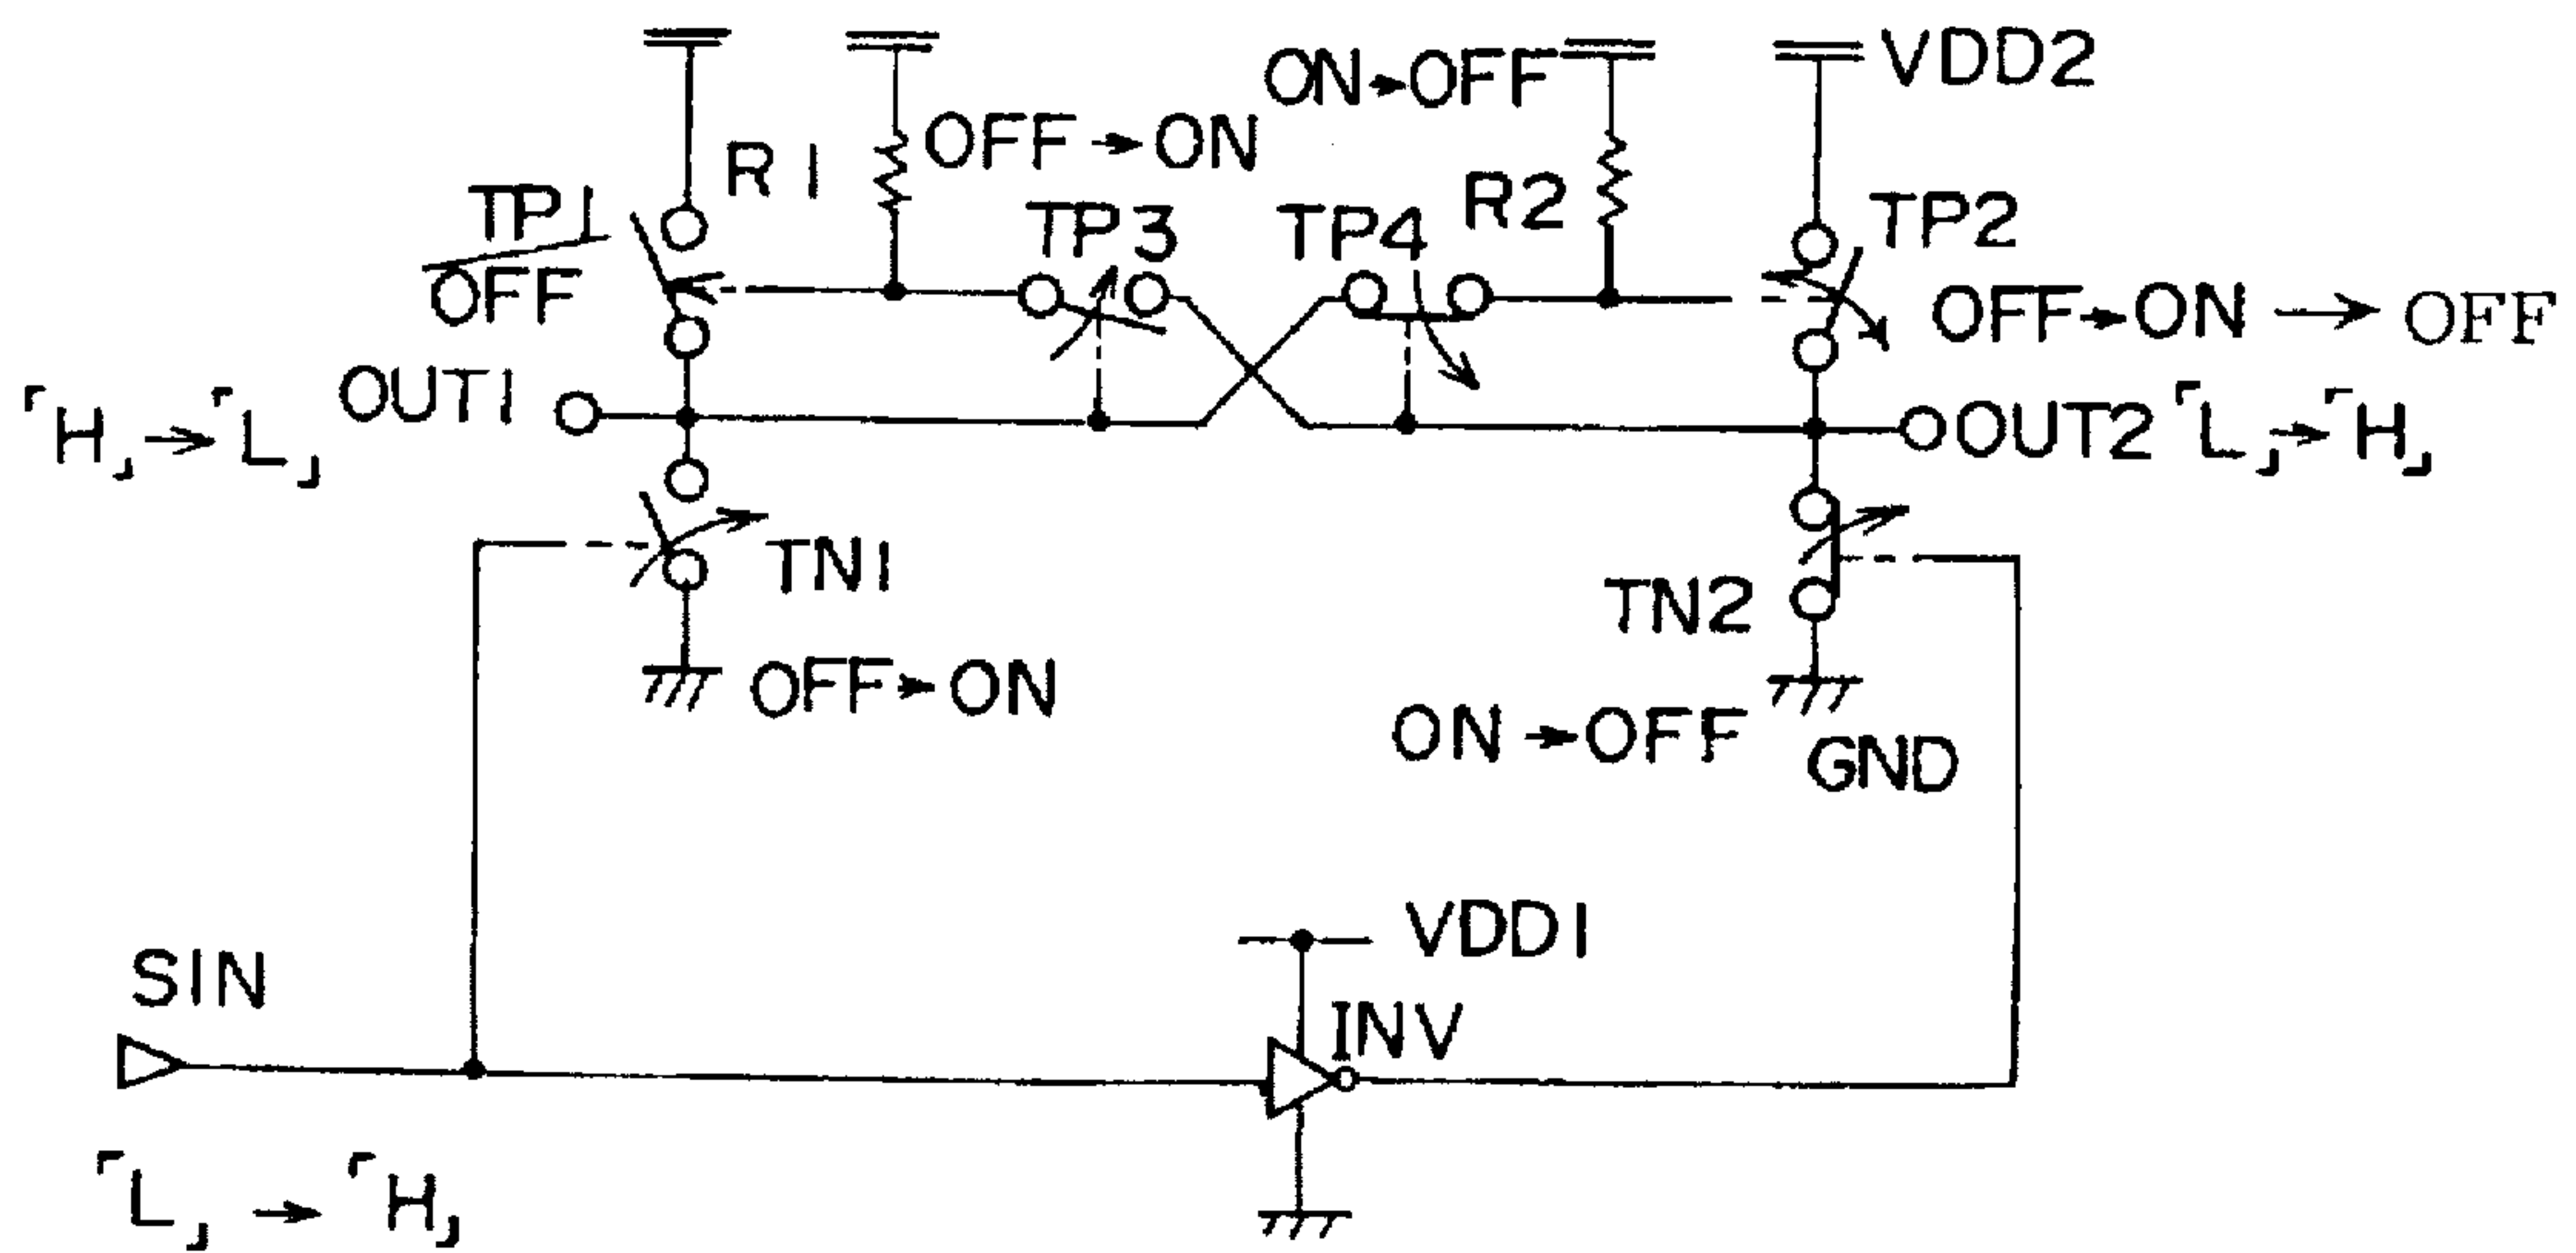 VDD2
ON→OFF
OFF→ON
R1
TP1
OFF
TP3
TP4
R2
TP2
OFF→ON→OFF
「H」→「L」
OUT1
OUT2
「L」→「H」
TN1
OFF→ON
TN2
ON→OFF
GND
VDD1
SIN
INV
「L」→「H」